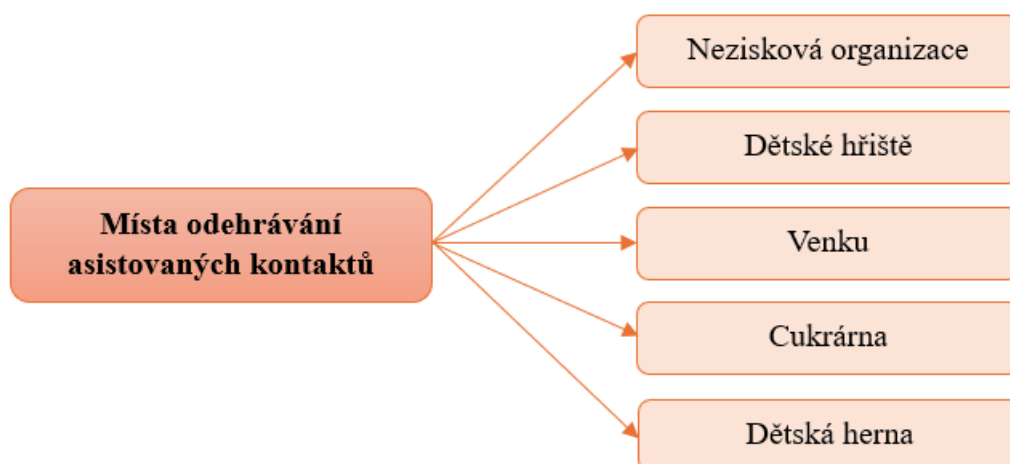 Místa odehrávání
asistovaných kontaktů
Nezisková organizace
Dětské hřiště
Venku
Cukrárna
Dětská herna